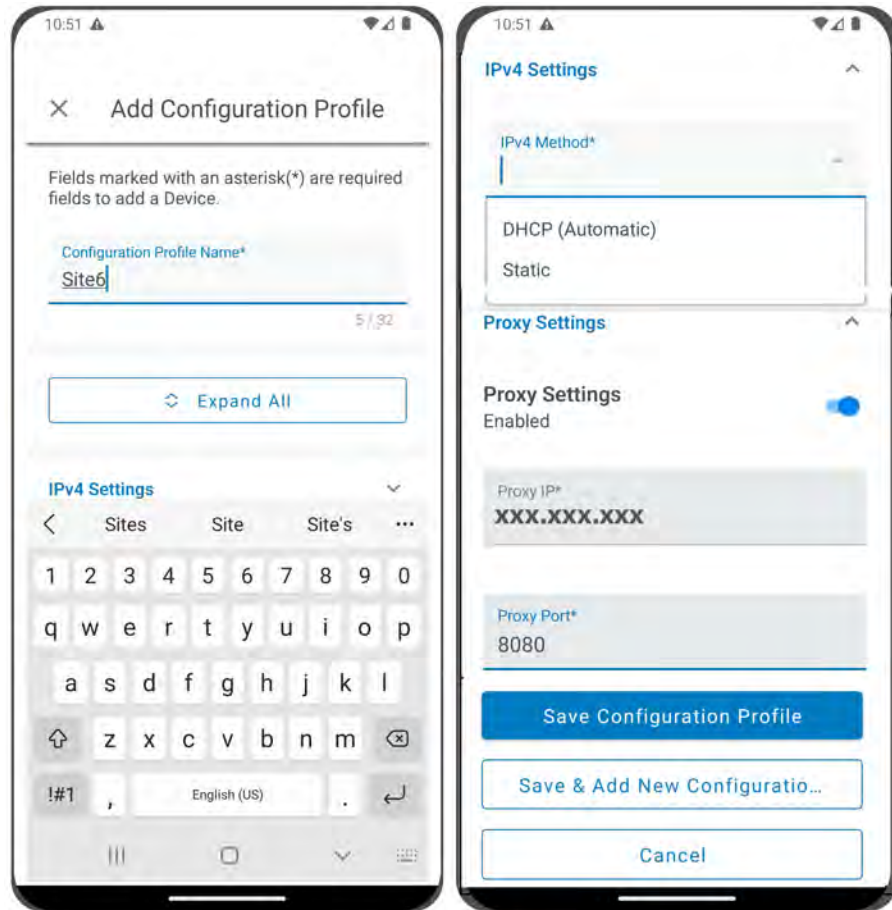 10:51
Add Configuration Profile
Fields marked with an asterisk(*) are required
fields to add a Device.
Configuration Profile Name*
Site6
5 / 32
Expand All
IPv4 Settings
Sites Site Site's
1 2 3 4 5 6 7 8 9 0
q w e r t y u i o p
a s d f g h j k l
z x c v b n m
!#1 , English (US) .
10:51
IPv4 Settings
IPv4 Method*
DHCP (Automatic)
Static
Proxy Settings
Proxy Settings
Enabled
Proxy IP*
xxx.xxx.xxx
Proxy Port*
8080
Save Configuration Profile
Save & Add New Configuratio...
Cancel